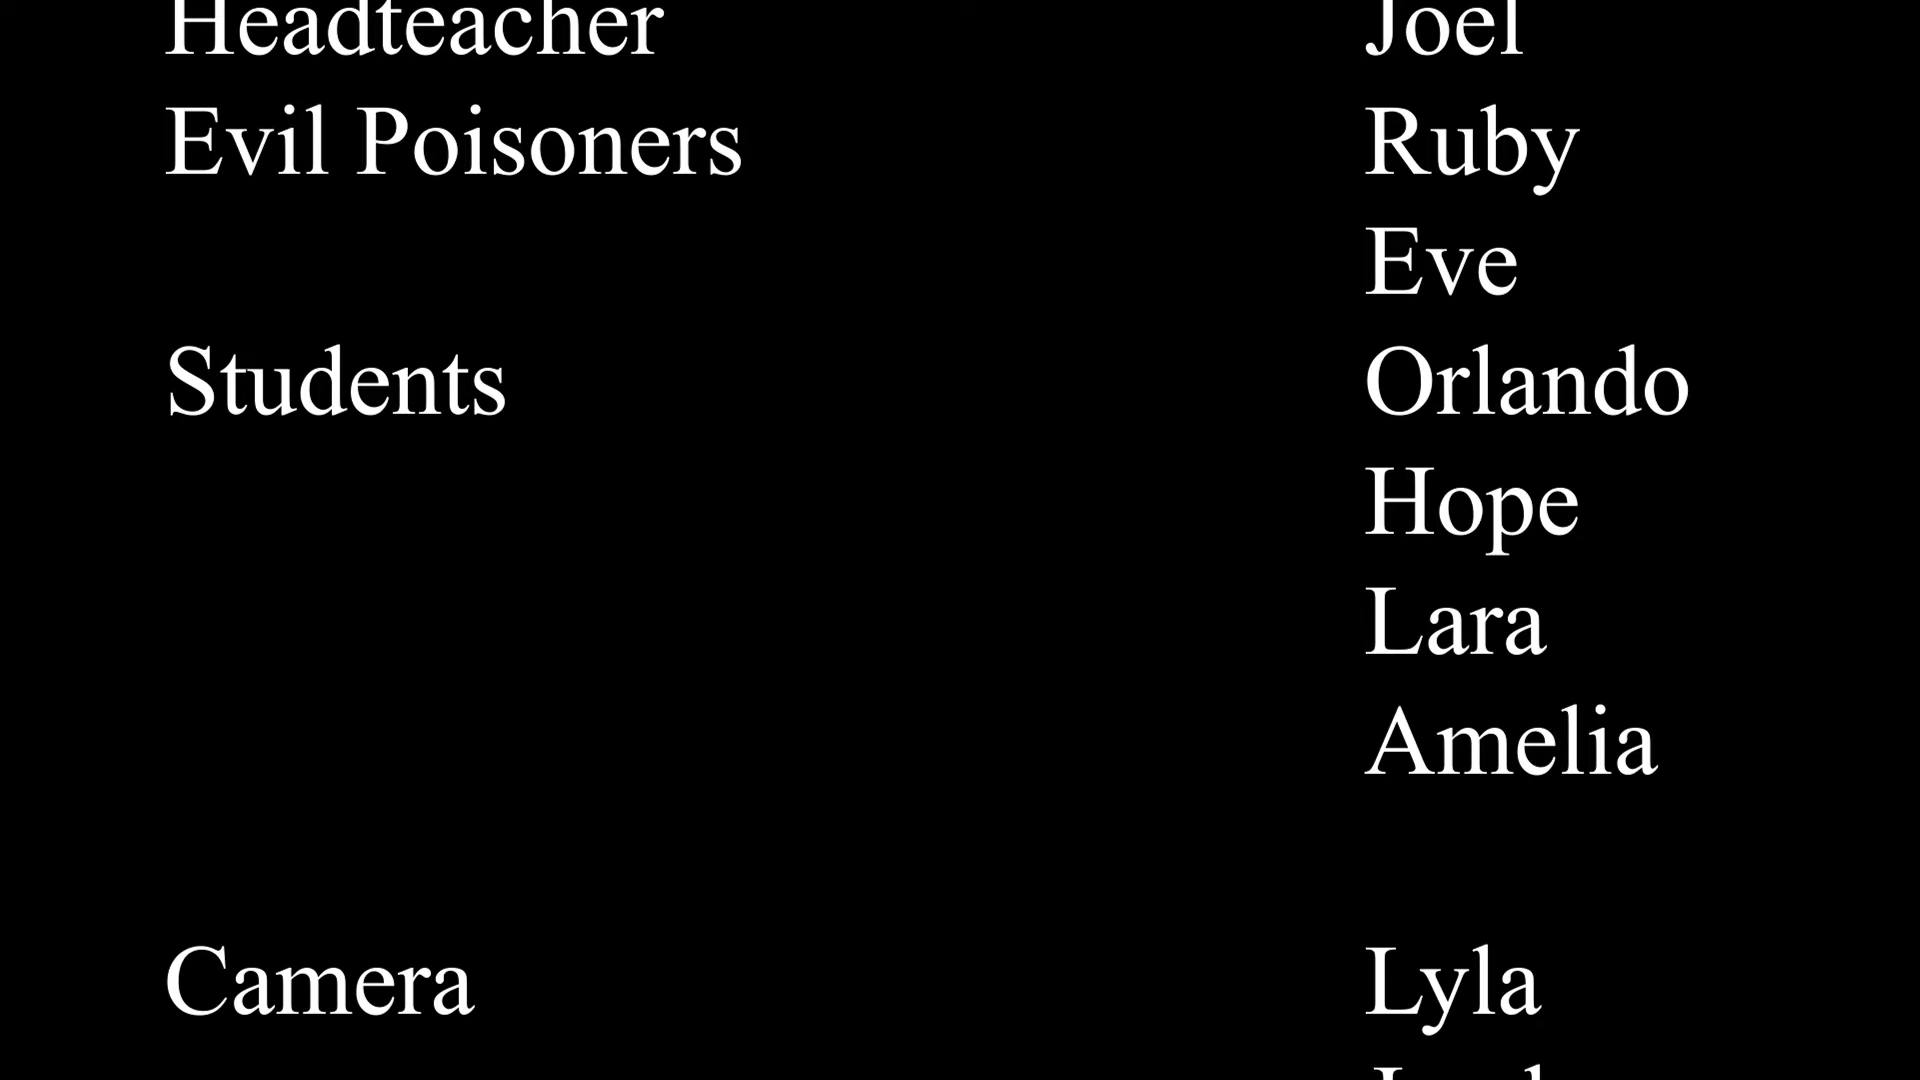 Headteacher Joel
Evil Poisoners Ruby
Eve
Students Orlando
Hope
Lara
Amelia
Camera Lyla